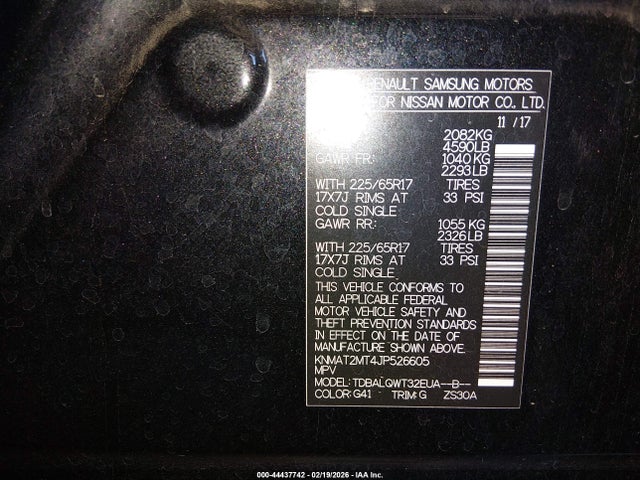 RENAULT SAMSUNG MOTORS
FOR NISSAN MOTOR CO., LTD.
11 / 17
2082KG
4590LB
GAWR FR: 1040 KG
2293 LB
WITH 225/65R17 TIRES
17X7J RIMS AT 33 PSI
COLD SINGLE
GAWR RR: 1055 KG
2326 LB
WITH 225/65R17 TIRES
17X7J RIMS AT 33 PSI
COLD SINGLE
THIS VEHICLE CONFORMS TO
ALL APPLICABLE FEDERAL
MOTOR VEHICLE SAFETY AND
THEFT PREVENTION STANDARDS
IN EFFECT ON THE DATE OF
MANUFACTURE SHOWN ABOVE.
KNMAT2MT4JP526605
MPV
MODEL: TDBALQWT32EUA--B--
COLOR: G41 TRIM: G ZS30A
000-44437742 - 02/19/2026 - IAA Inc.